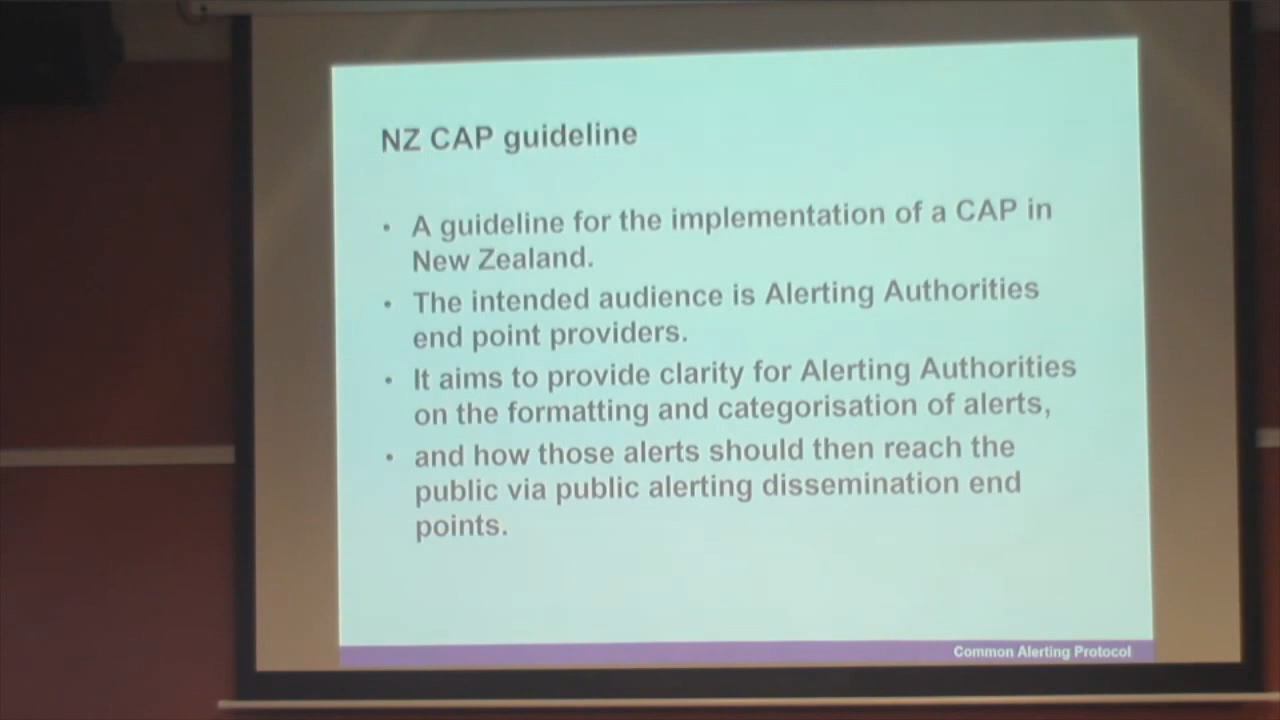 NZ CAP guideline
• A guideline for the implementation of a CAP in
New Zealand.
• The intended audience is Alerting Authorities
end point providers.
• It aims to provide clarity for Alerting Authorities
on the formatting and categorisation of alerts,
• and how those alerts should then reach the
public via public alerting dissemination end
points.
Common Alerting Protocol